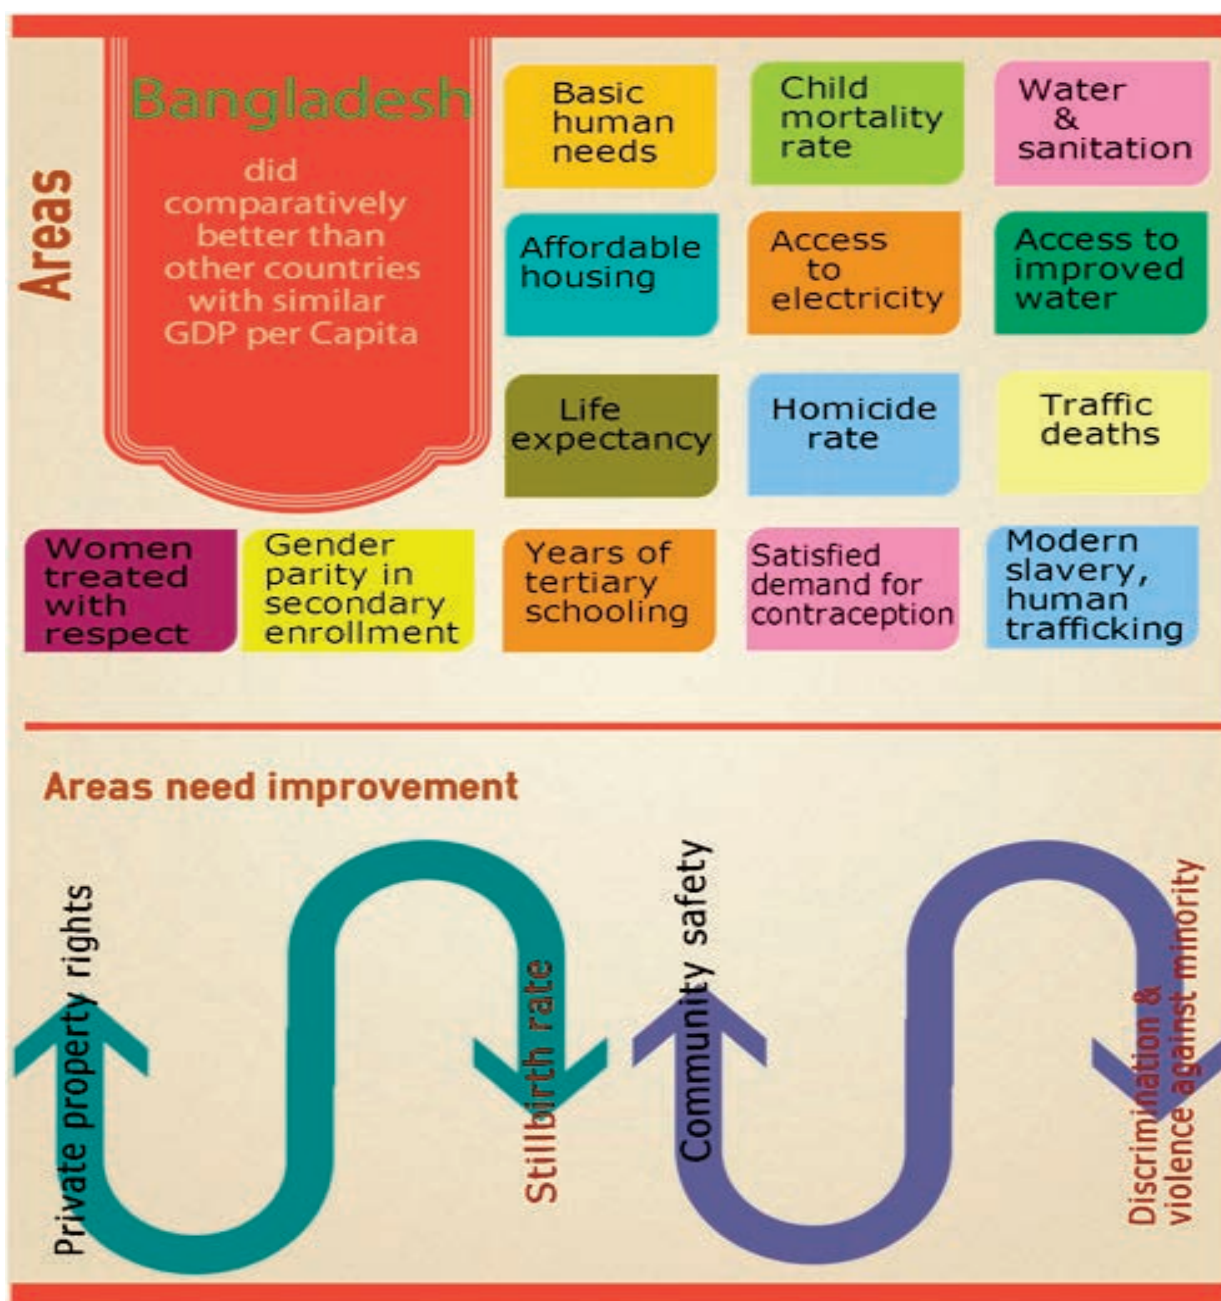 Areas
Bangladesh
did
comparatively
better than
other countries
with similar
GDP per Capita
Basic
human
needs
Child
mortality
rate
Water
&
sanitation
Affordable
housing
Access
to
electricity
Access to
improved
water
Life
expectancy
Homicide
rate
Traffic
deaths
Women
treated
with
respect
Gender
parity in
secondary
enrollment
Years of
tertiary
schooling
Satisfied
demand for
contraception
Modern
slavery,
human
trafficking
Areas need improvement
Private property rights
Stillbirth rate
Community safety
Discrimination &
violence against minority